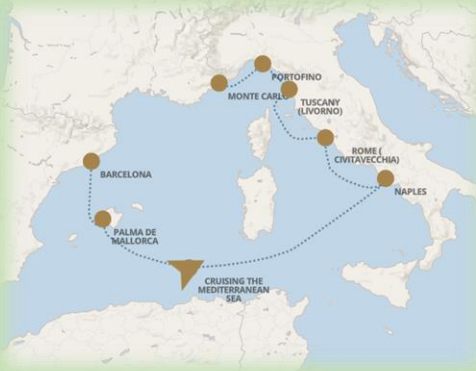 PORTOFINO
MONTE CARLO
TUSCANY
(LIVORNO)
ROME (
CIVITAVECCHIA)
BARCELONA
NAPLES
PALMA DE
MALLORCA
CRUISING THE
MEDITERRANEAN
SEA